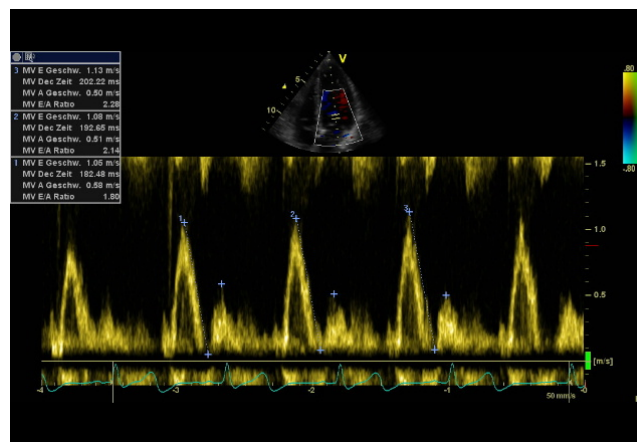 3 MV E Geschw. 1.13 m/s
MV Dec Zeit 202.22 ms
MV A Geschw. 0.50 m/s
MV E/A Ratio 2.28
2 MV E Geschw. 1.08 m/s
MV Dec Zeit 192.65 ms
MV A Geschw. 0.51 m/s
MV E/A Ratio 2.14
1 MV E Geschw. 1.05 m/s
MV Dec Zeit 182.48 ms
MV A Geschw. 0.58 m/s
MV E/A Ratio 1.80
V
5
10
.80
-.80
1.5
1.0
0.5
[m/s]
1
2
3
-4
-3
-2
-1
-0
50 mm/s